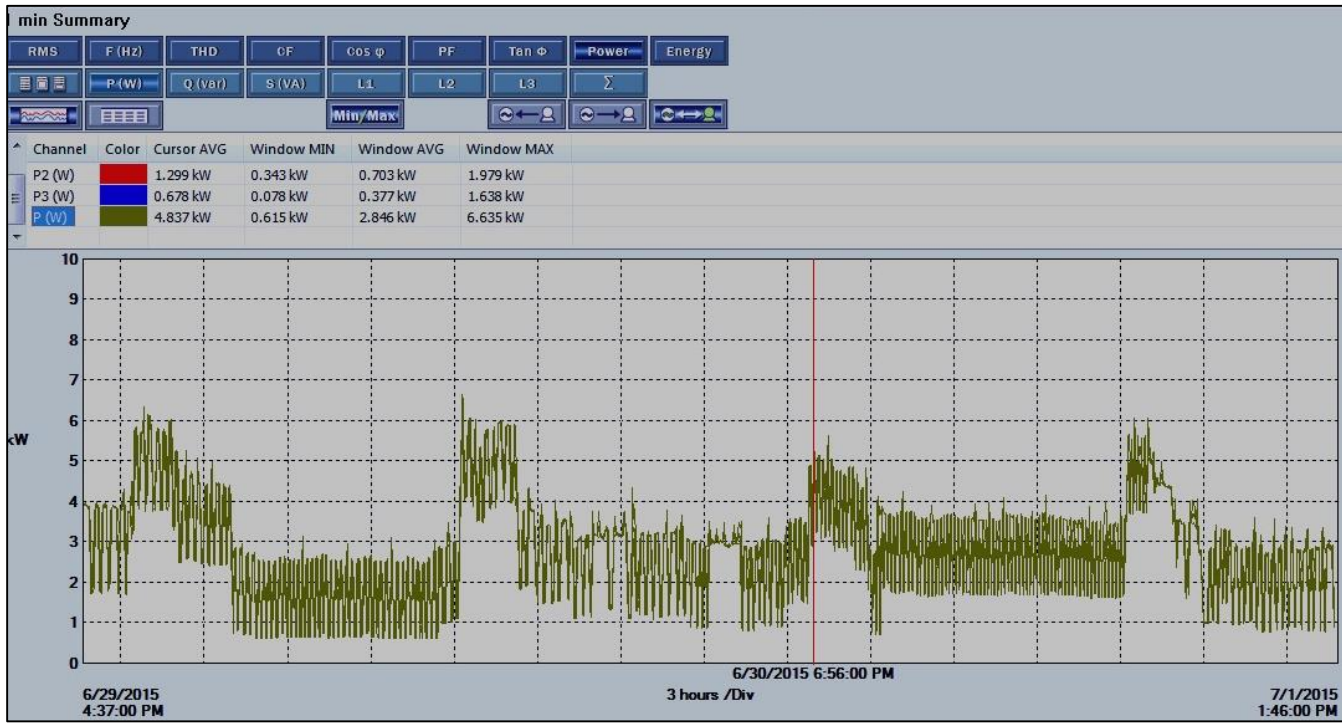 min Summary
RMS F (Hz) THD CF Cos φ PF Tan Φ Power Energy
P (W) Q (var) S (VA) L1 L2 L3 Σ
Min/Max
Channel Color Cursor AVG Window MIN Window AVG Window MAX
P2 (W) 1.299 kW 0.343 kW 0.703 kW 1.979 kW
P3 (W) 0.678 kW 0.078 kW 0.377 kW 1.638 kW
P (W) 4.837 kW 0.615 kW 2.846 kW 6.635 kW
10
9
8
7
6
kW
5
4
3
2
1
0
6/30/2015 6:56:00 PM
6/29/2015 3 hours /Div 7/1/2015
4:37:00 PM 1:46:00 PM